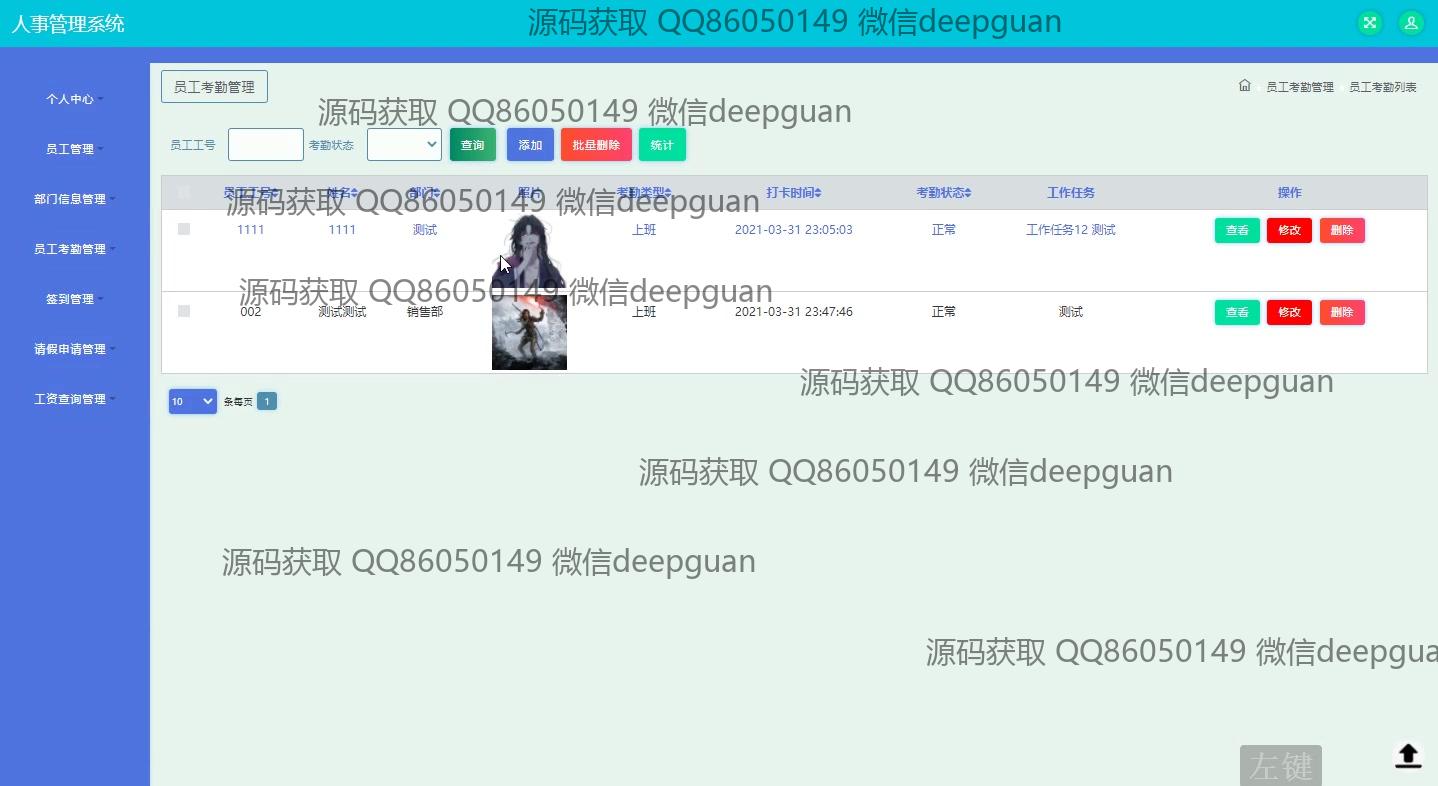 人事管理系统
源码获取 QQ86050149 微信deepguan
个人中心
员工管理
部门信息管理
员工考勤管理
签到管理
请假申请管理
工资查询管理
员工考勤管理
员工考勤管理 员工考勤列表
源码获取 QQ86050149 微信deepguan
员工工号 考勤状态 查询 添加 批量删除 统计
员工工号 姓名 部门 照片 考勤类型 打卡时间 考勤状态 工作任务 操作
源码获取 QQ86050149 微信deepguan
1111 1111 测试 上班 2021-03-31 23:05:03 正常 工作任务12 测试 查看 修改 删除
源码获取 QQ86050149 微信deepguan
002 测试测试 销售部 上班 2021-03-31 23:47:46 正常 测试 查看 修改 删除
源码获取 QQ86050149 微信deepguan
10 条每页 1
源码获取 QQ86050149 微信deepguan
源码获取 QQ86050149 微信deepguan
源码获取 QQ86050149 微信deepgua
左键